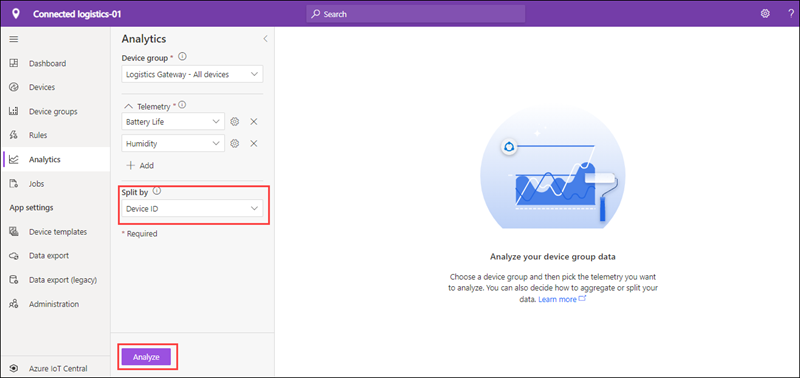 Connected logistics-01
Search
?
Dashboard
Devices
Device groups
Rules
Analytics
Jobs
App settings
Device templates
Data export
Data export (legacy)
Administration
Azure IoT Central
Analytics
Device group *
Logistics Gateway - All devices
Telemetry *
Battery Life
Humidity
Add
Split by
Device ID
* Required
Analyze
Analyze your device group data
Choose a device group and then pick the telemetry you want
to analyze. You can also decide how to aggregate or split your
data. Learn more